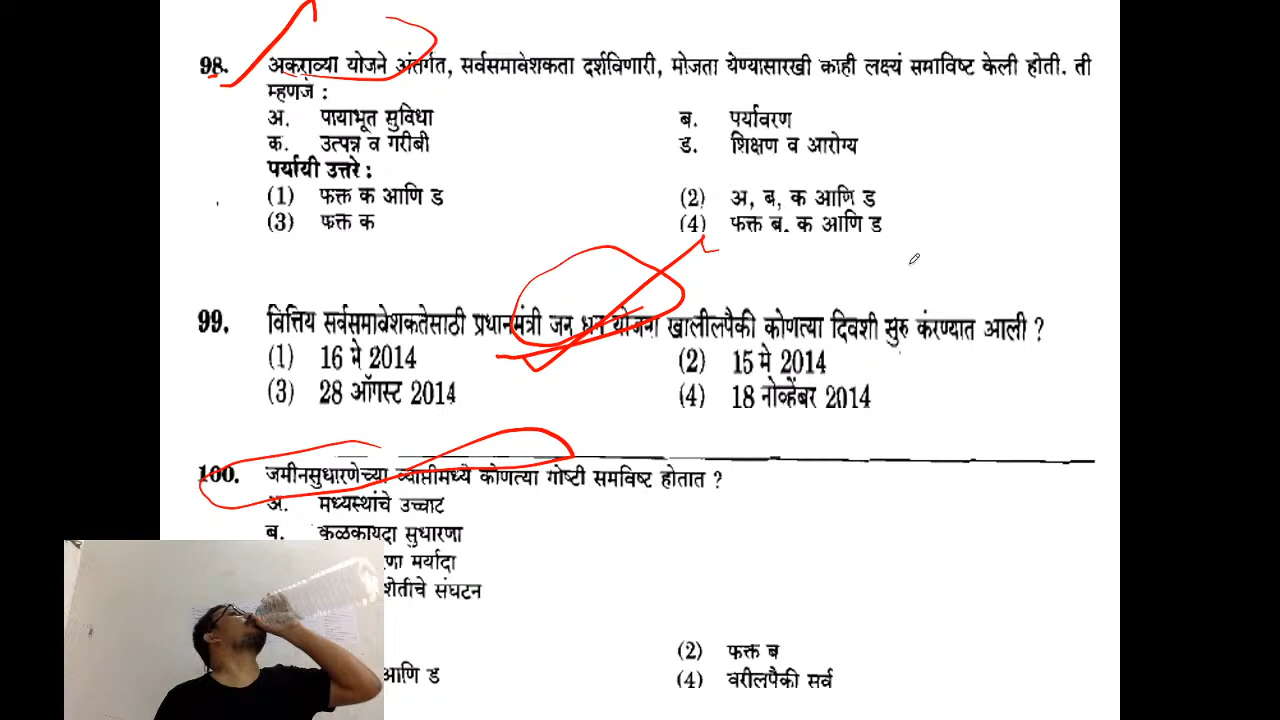 98. अकराव्या योजने अंतर्गत, सर्वसमावेशकता दर्शविणारी, मोजता येण्यासारखी काही लक्ष्यं समाविष्ट केली होती. ती
म्हणजे :
अ. पायाभूत सुविधा ब. पर्यावरण
क. उत्पन्न व गरीबी ड. शिक्षण व आरोग्य
पर्यायी उत्तरे :
(1) फक्त क आणि ड (2) अ, ब, क आणि ड
(3) फक्त क (4) फक्त ब, क आणि ड
99. वित्तिय सर्वसमावेशकतेसाठी प्रधानमंत्री जन धन योजना खालीलपैकी कोणत्या दिवशी सुरु करण्यात आली ?
(1) 16 मे 2014 (2) 15 मे 2014
(3) 28 ऑगस्ट 2014 (4) 18 नोव्हेंबर 2014
100. जमीनसुधारणेच्या व्याप्तीमध्ये कोणत्या गोष्टी समविष्ट होतात ?
अ. मध्यस्थांचे उच्चाट
ब. कुळकायदा सुधारणा
मर्यादा
शेतीचे संघटन
(2) फक्त ब
आणि ड (4) वरीलपैकी सर्व